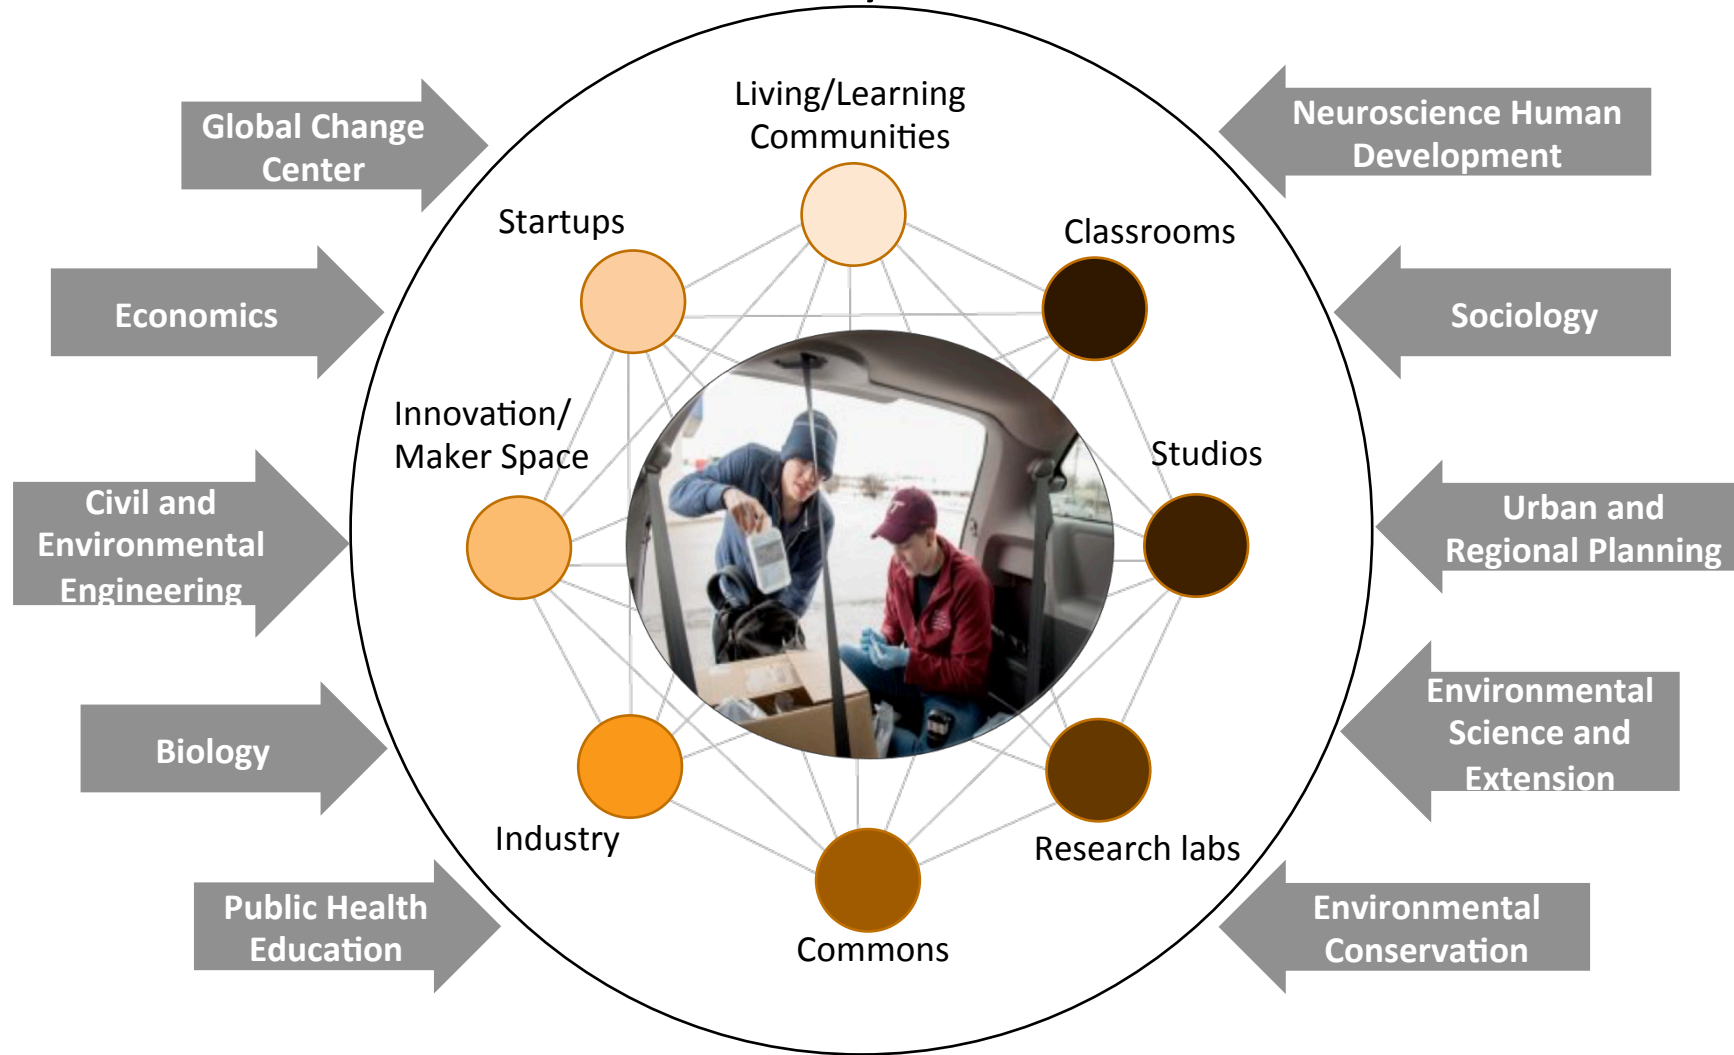 Living/Learning
Communities
Global Change
Center
Neuroscience Human
Development
Startups
Classrooms
Economics
Sociology
Innovation/
Maker Space
Studios
Civil and
Environmental
Engineering
Urban and
Regional Planning
Biology
Environmental
Science and
Extension
Industry
Research labs
Public Health
Education
Commons
Environmental
Conservation